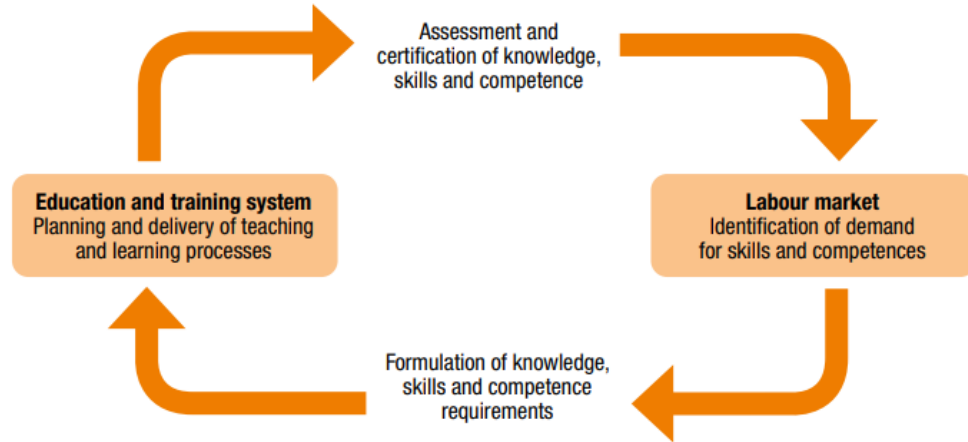 Assessment and
certification of knowledge,
skills and competence
Education and training system
Planning and delivery of teaching
and learning processes
Labour market
Identification of demand
for skills and competences
Formulation of knowledge,
skills and competence
requirements